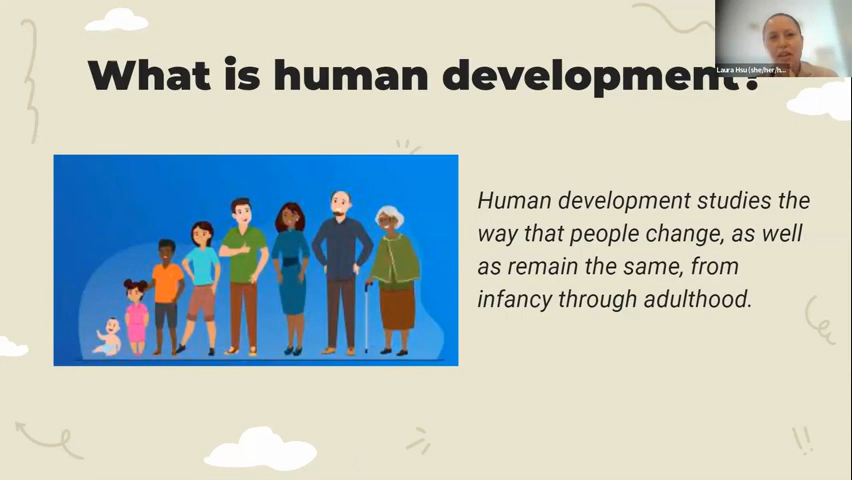 What is human development?
Laura Hsu (she/her/h...
Human development studies the
way that people change, as well
as remain the same, from
infancy through adulthood.